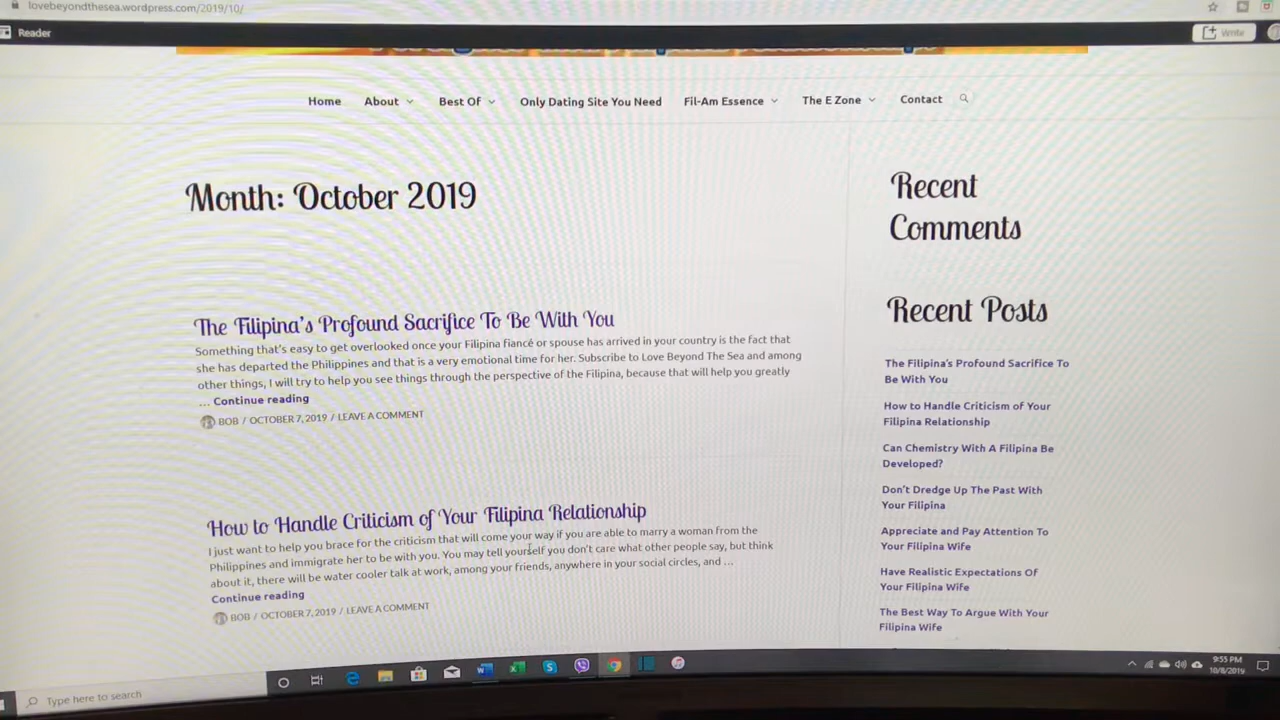 lovebeyondthesea.wordpress.com/2019/10/
Reader
Write
Home
About
Best Of
Only Dating Site You Need
Fil-Am Essence
The E Zone
Contact
Month: October 2019
The Filipina's Profound Sacrifice To Be With You
Something that's easy to get overlooked once your Filipina fiancé or spouse has arrived in your country is the fact that
she has departed the Philippines and that is a very emotional time for her. Subscribe to Love Beyond The Sea and among
other things, I will try to help you see things through the perspective of the Filipina, because that will help you greatly
... Continue reading
BOB / OCTOBER 7, 2019 / LEAVE A COMMENT
How to Handle Criticism of Your Filipina Relationship
I just want to help you brace for the criticism that will come your way if you are able to marry a woman from the
Philippines and immigrate her to be with you. You may tell yourself you don't care what other people say, but think
about it, there will be water cooler talk at work, among your friends, anywhere in your social circles, and ...
Continue reading
BOB / OCTOBER 7, 2019 / LEAVE A COMMENT
Recent
Comments
Recent Posts
The Filipina's Profound Sacrifice To
Be With You
How to Handle Criticism of Your
Filipina Relationship
Can Chemistry With A Filipina Be
Developed?
Don't Dredge Up The Past With
Your Filipina
Appreciate and Pay Attention To
Your Filipina Wife
Have Realistic Expectations Of
Your Filipina Wife
The Best Way To Argue With Your
Filipina Wife
Type here to search
9:55 PM
10/8/2019